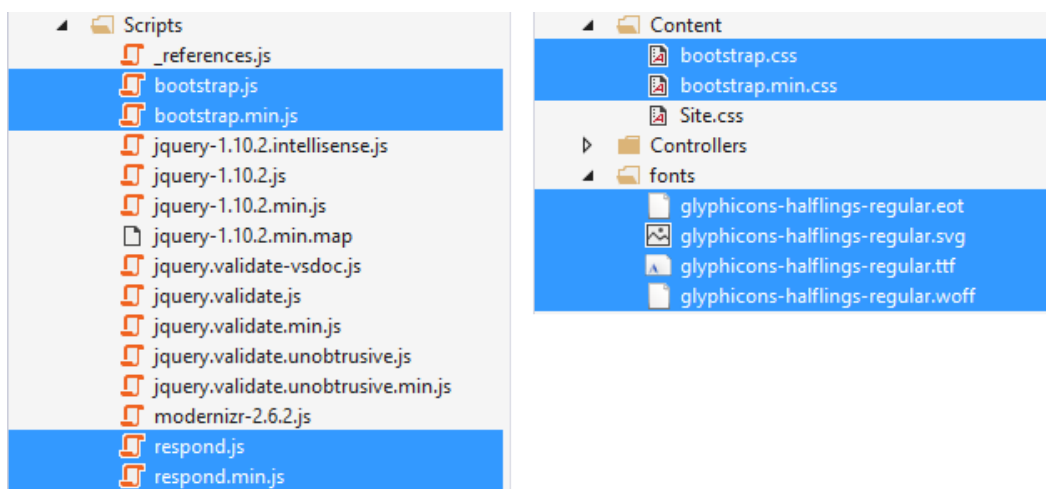 Scripts
_references.js
bootstrap.js
bootstrap.min.js
jquery-1.10.2.intellisense.js
jquery-1.10.2.js
jquery-1.10.2.min.js
jquery-1.10.2.min.map
jquery.validate-vsdoc.js
jquery.validate.js
jquery.validate.min.js
jquery.validate.unobtrusive.js
jquery.validate.unobtrusive.min.js
modernizr-2.6.2.js
respond.js
respond.min.js
Content
bootstrap.css
bootstrap.min.css
Site.css
Controllers
fonts
glyphicons-halflings-regular.eot
glyphicons-halflings-regular.svg
glyphicons-halflings-regular.ttf
glyphicons-halflings-regular.woff